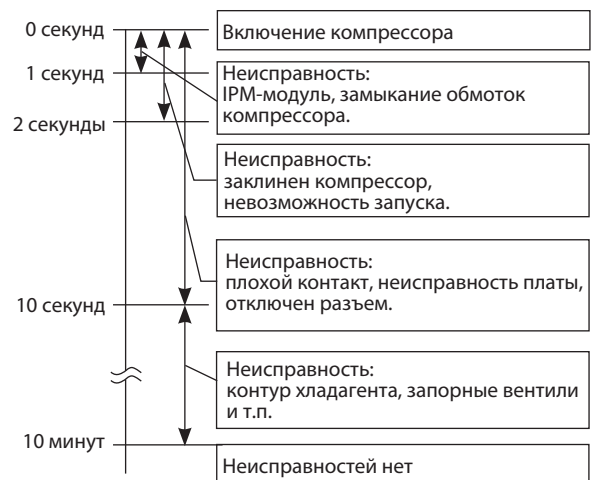 0 секунд
Включение компрессора
1 секунд
Неисправность:
IPM-модуль, замыкание обмоток
компрессора.
2 секунды
Неисправность:
заклинен компрессор,
невозможность запуска.
Неисправность:
плохой контакт, неисправность платы,
отключен разъем.
10 секунд
Неисправность:
контур хладагента, запорные вентили
и т.п.
10 минут
Неисправностей нет